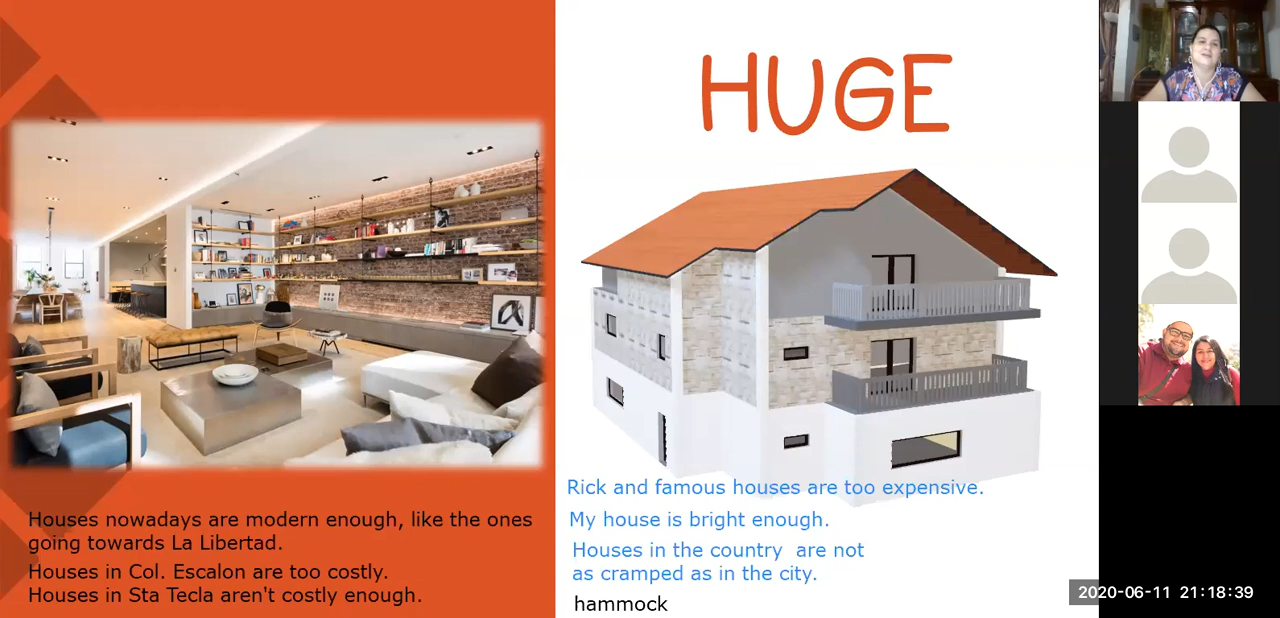 HUGE
Houses nowadays are modern enough, like the ones
going towards La Libertad.
Houses in Col. Escalon are too costly.
Houses in Sta Tecla aren't costly enough.
Rick and famous houses are too expensive.
My house is bright enough.
Houses in the country  are not
as cramped as in the city.
hammock
2020-06-11 21:18:39